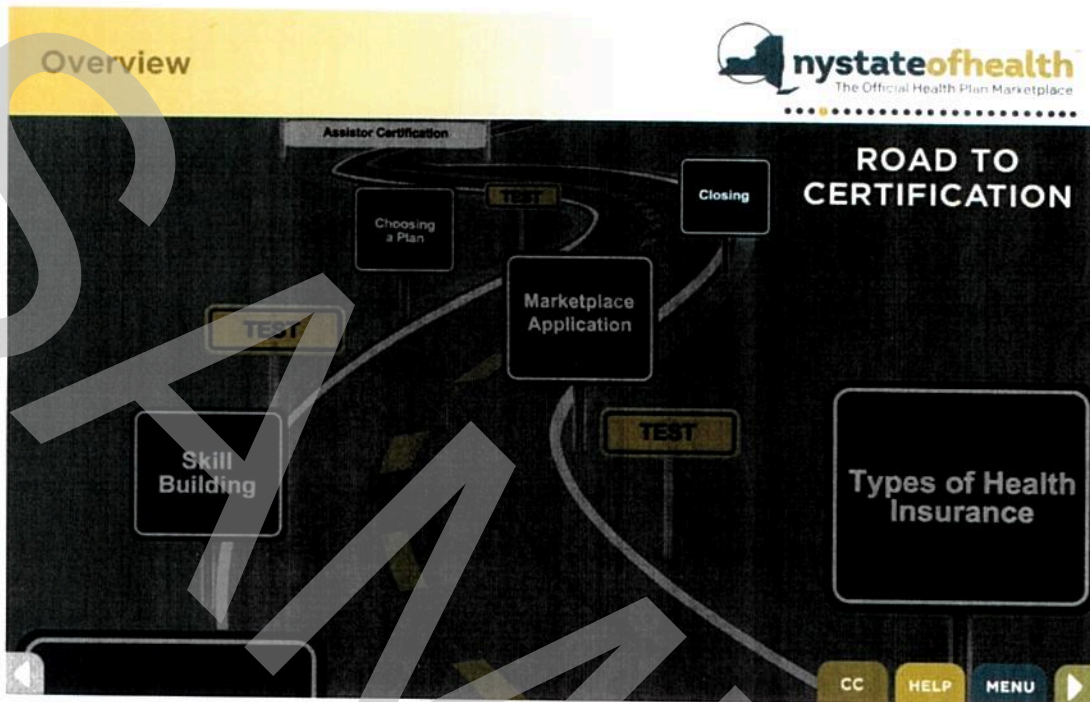 Overview
nystateofhealth
The Official Health Plan Marketplace
ROAD TO
CERTIFICATION
Assistor Certification
Closing
TEST
Choosing
a Plan
Marketplace
Application
TEST
TEST
Skill
Building
Types of Health
Insurance
CC
HELP
MENU
SAM